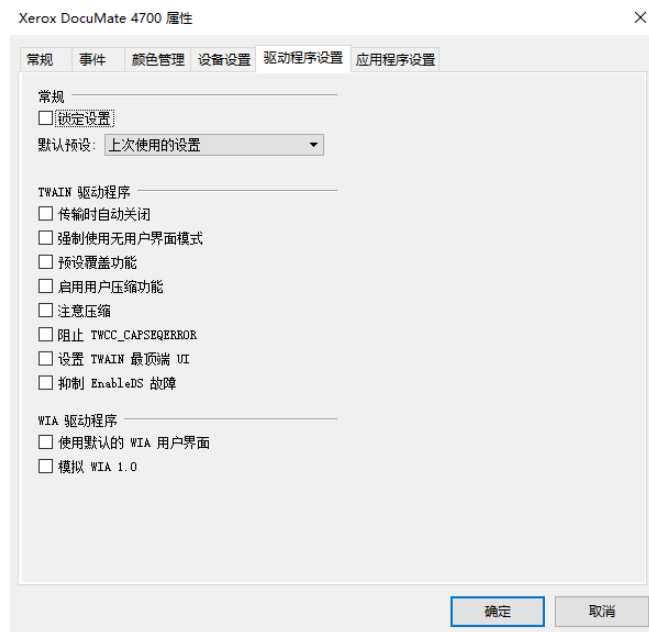 Xerox DocuMate 4700 属性
常规 事件 颜色管理 设备设置 驱动程序设置 应用程序设置
常规
锁定设置
默认预设: 上次使用的设置
TWAIN 驱动程序
传输时自动关闭
强制使用无用户界面模式
预设覆盖功能
启用用户压缩功能
注意压缩
阻止 TWCC_CAPSEQERROR
设置 TWAIN 最顶端 UI
抑制 EnableDS 故障
WIA 驱动程序
使用默认的 WIA 用户界面
模拟 WIA 1.0
确定 取消